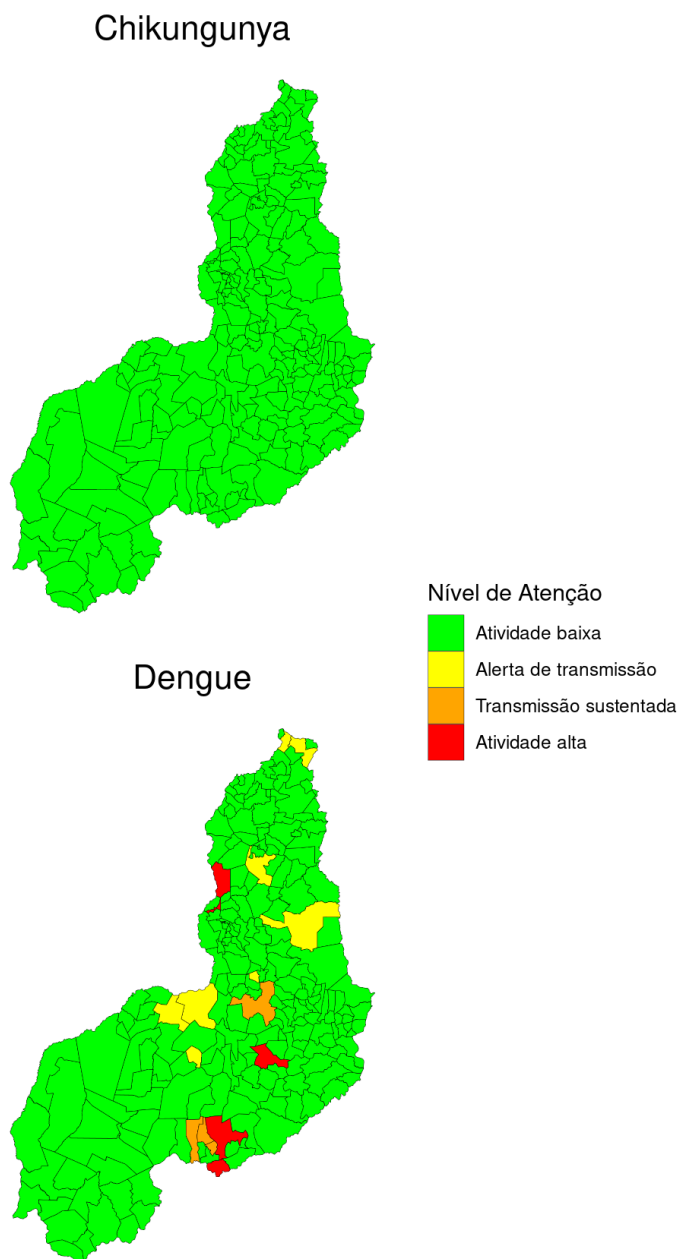 Chikungunya
Nível de Atenção
Atividade baixa
Alerta de transmissão
Transmissão sustentada
Atividade alta
Dengue